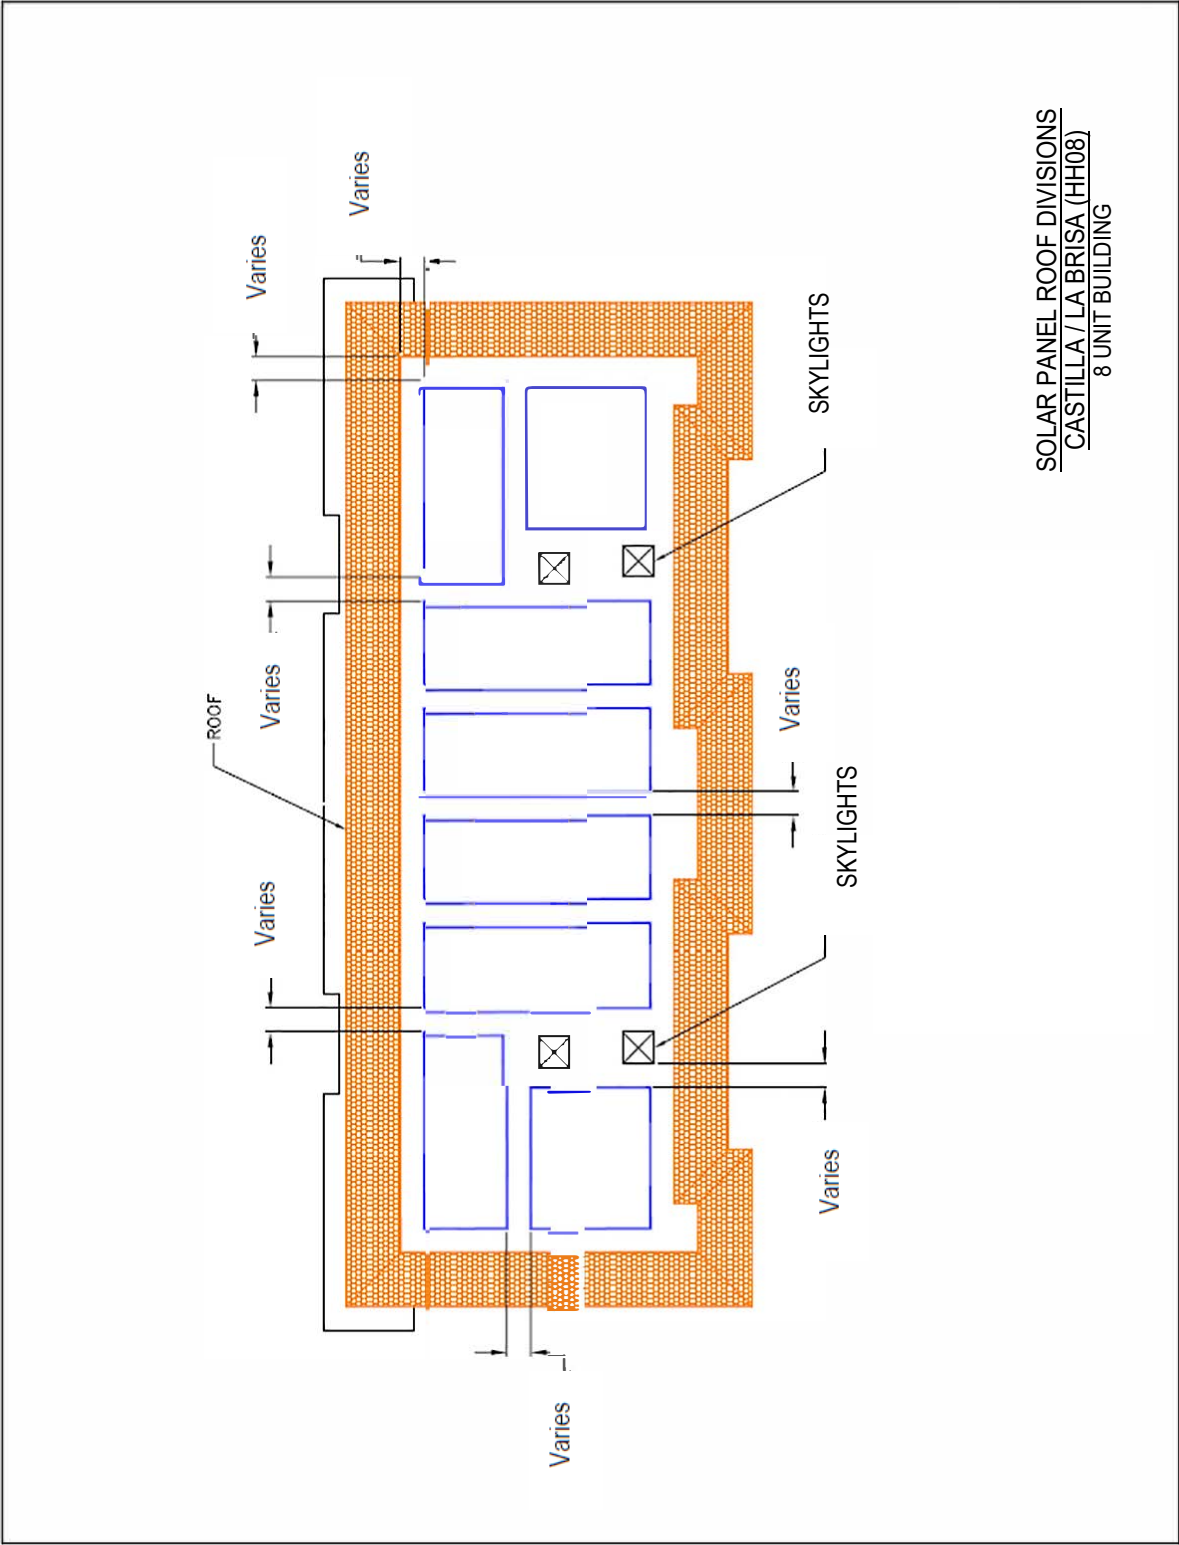 Varies
Varies
Varies
ROOF
Varies
SKYLIGHTS
Varies
SKYLIGHTS
Varies
Varies
SOLAR PANEL ROOF DIVISIONS
CASTILLA / LA BRISA (HH08)
8 UNIT BUILDING